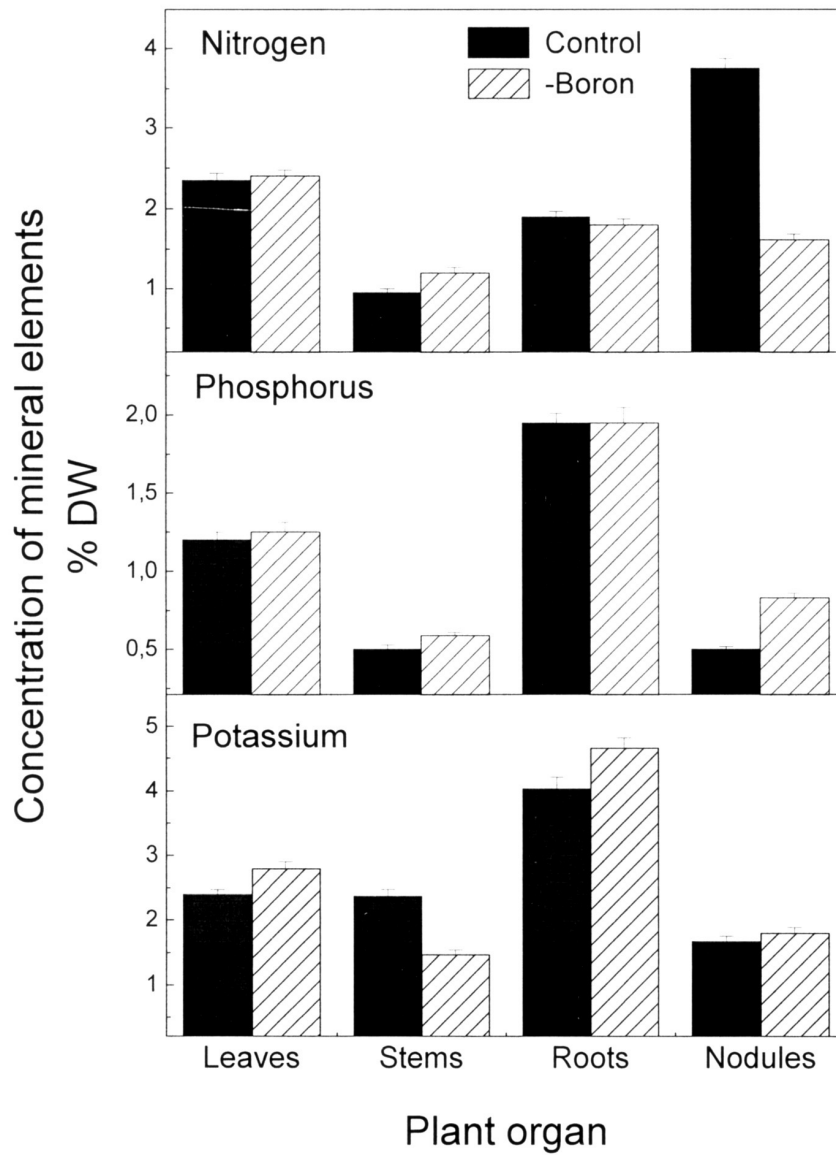 Nitrogen
Control
-Boron
4
3
2
1
Phosphorus
2,0
1,5
1,0
0,5
Potassium
5
4
3
2
1
Concentration of mineral elements
% DW
Leaves Stems Roots Nodules
Plant organ